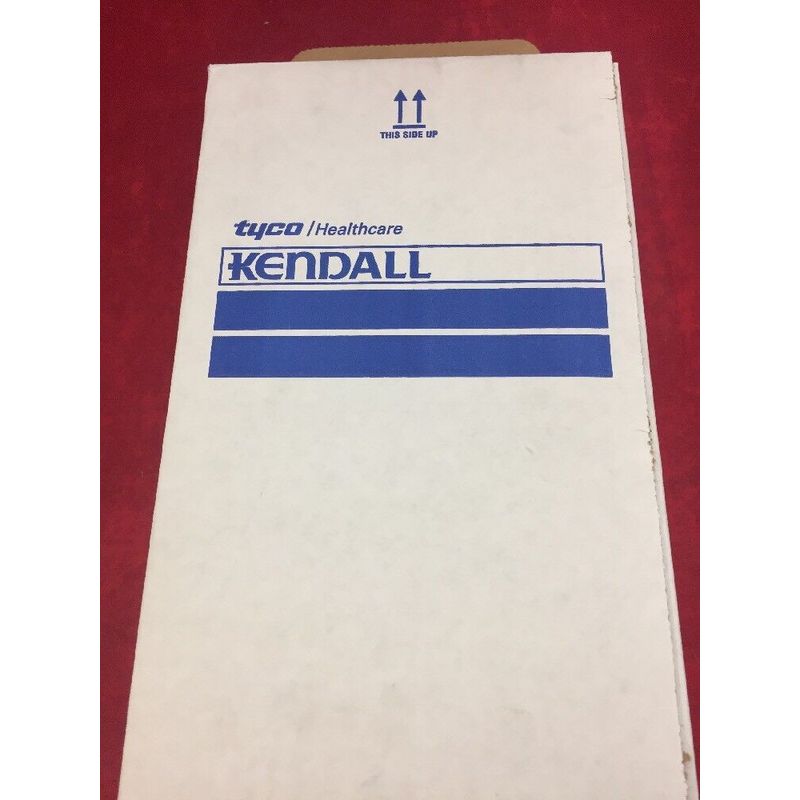 THIS SIDE UP
tyco / Healthcare
KENDALL